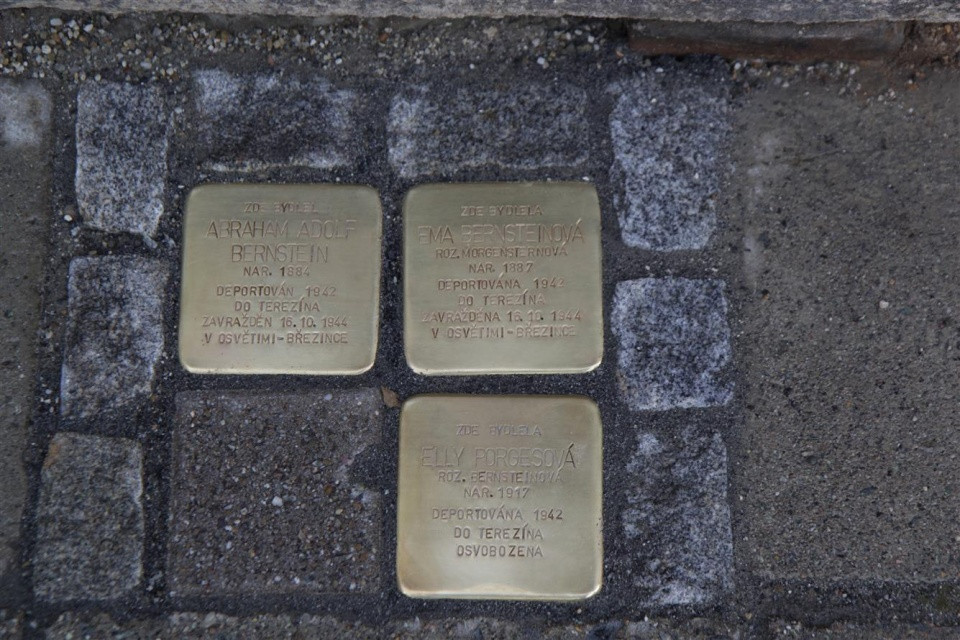 ZDE BYDLEL
ABRAHAM ADOLF
BERNSTEIN
NAR. 1884
DEPORTOVÁN 1942
DO TEREZÍNA
ZAVRAŽDĚN 16.10.1944
V OSVĚTIMI-BŘEZINCE
ZDE BYDLELA
EMA BERNSTEINOVÁ
ROZ. MORGENSTERNOVÁ
NAR. 1887
DEPORTOVÁNA 1942
DO TEREZÍNA
ZAVRAŽDĚNA 16.10.1944
V OSVĚTIMI-BŘEZINCE
ZDE BYDLELA
ELLY PORGESOVÁ
ROZ. BERNSTEINOVÁ
NAR. 1917
DEPORTOVÁNA 1942
DO TEREZÍNA
OSVOBOZENA